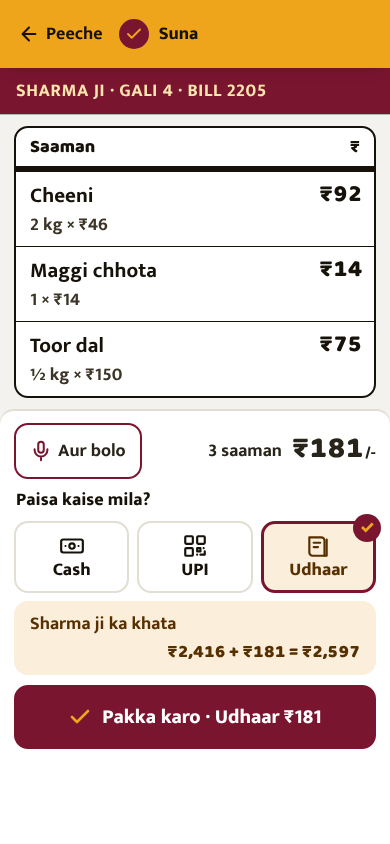 Peeche Suna
SHARMA JI · GALI 4 · BILL 2205
Saaman ₹
Cheeni ₹92
2 kg × ₹46
Maggi chhota ₹14
1 × ₹14
Toor dal ₹75
½ kg × ₹150
Aur bolo 3 saaman ₹181/-
Paisa kaise mila?
Cash UPI Udhaar
Sharma ji ka khata
₹2,416 + ₹181 = ₹2,597
Pakka karo · Udhaar ₹181